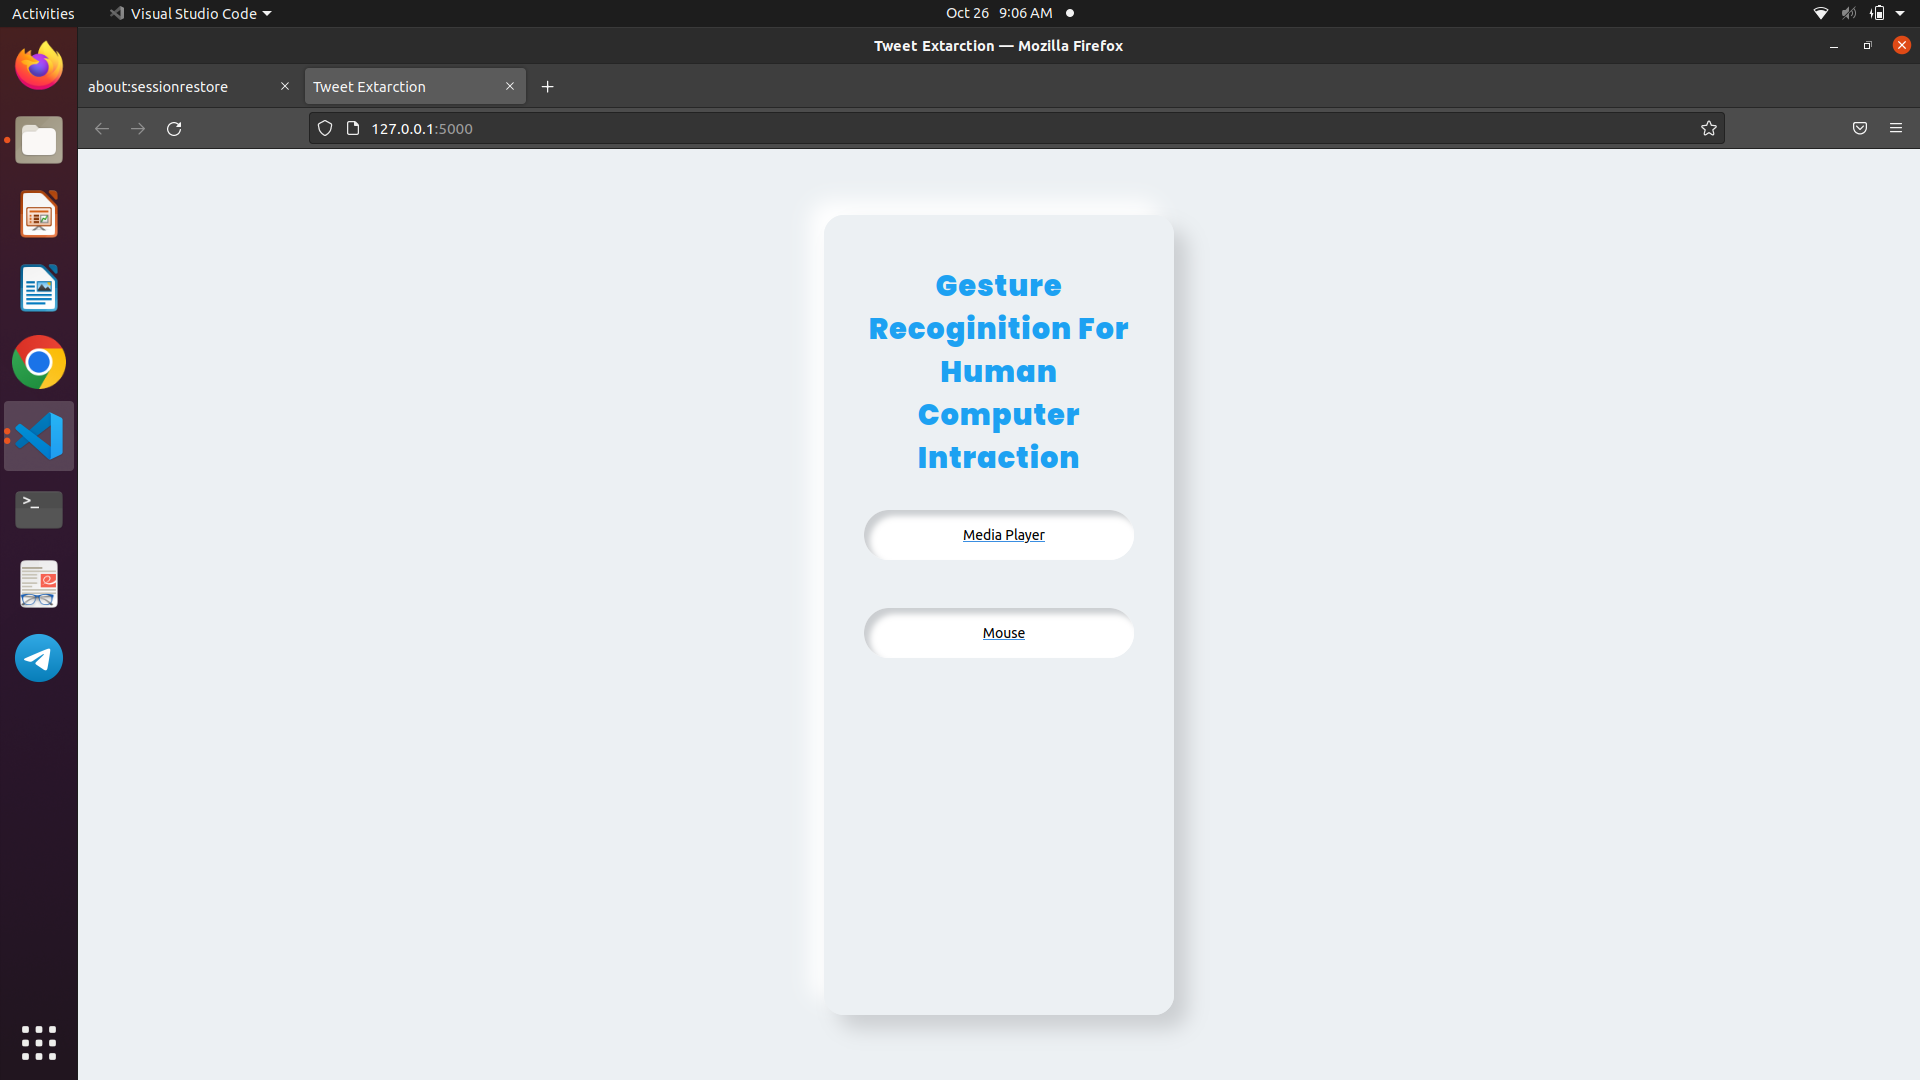 Activities
Visual Studio Code
Oct 26 9:06 AM
Tweet Extarction — Mozilla Firefox
about:sessionrestore
Tweet Extarction
127.0.0.1:5000
Gesture
Recoginition For
Human
Computer
Intraction
Media Player
Mouse